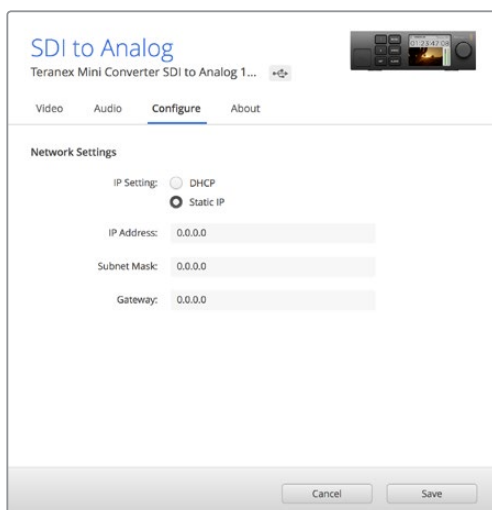 SDI to Analog
Teranex Mini Converter SDI to Analog 1...
Video Audio Configure About
Network Settings
IP Setting: DHCP
Static IP
IP Address: 0.0.0.0
Subnet Mask: 0.0.0.0
Gateway: 0.0.0.0
Cancel Save